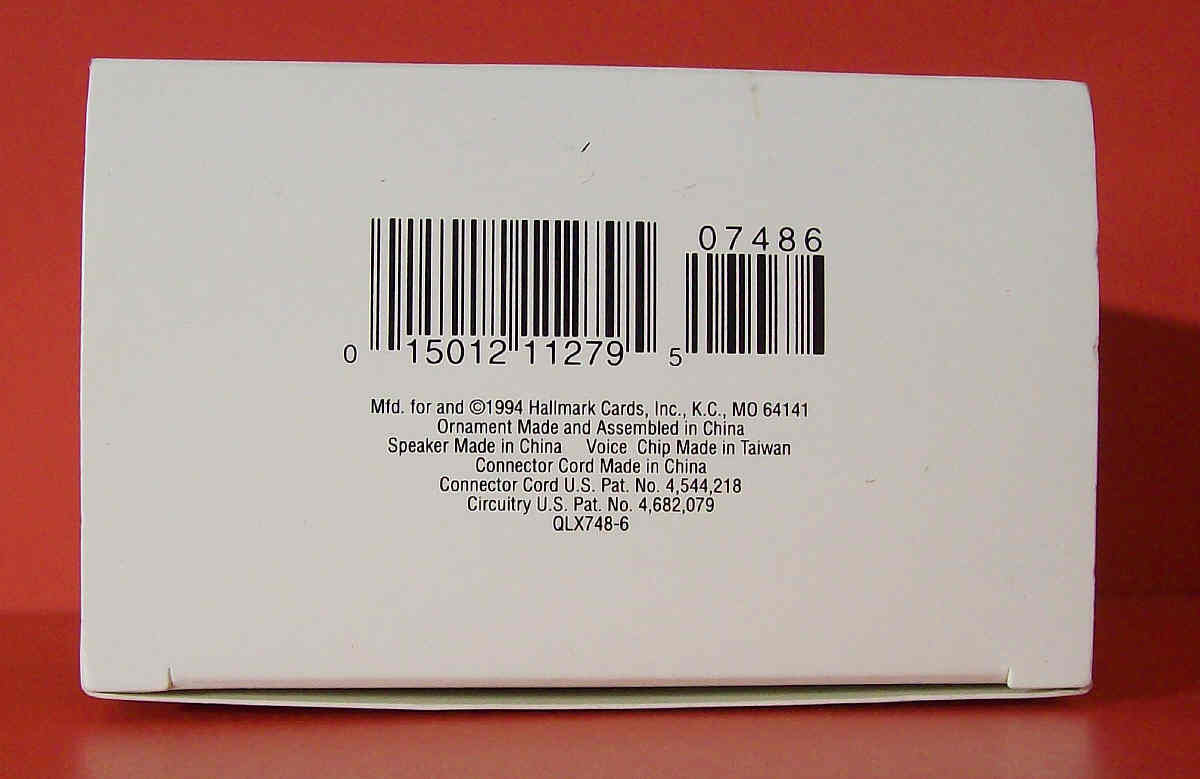 07486
0 15012 11279 5
Mfd. for and ©1994 Hallmark Cards, Inc., K.C., MO 64141
Ornament Made and Assembled in China
Speaker Made in China Voice Chip Made in Taiwan
Connector Cord Made in China
Connector Cord U.S. Pat. No. 4,544,218
Circuitry U.S. Pat. No. 4,682,079
QLX748-6